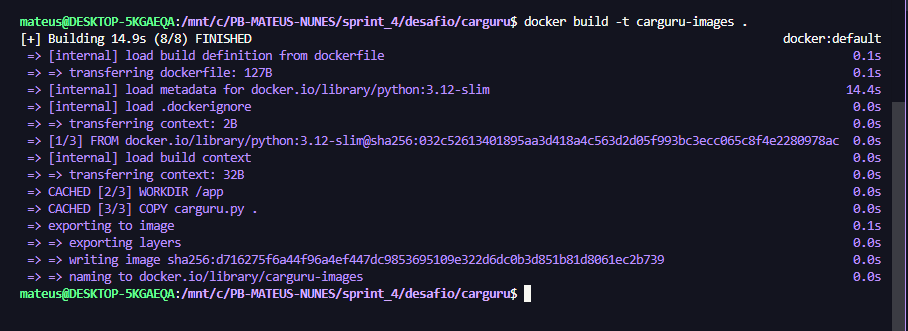 mateus@DESKTOP-5KGAEQA:/mnt/c/PB-MATEUS-NUNES/sprint_4/desafio/carguru$ docker build -t carguru-images .
[+] Building 14.9s (8/8) FINISHED docker:default
=> [internal] load build definition from dockerfile 0.1s
=> => transferring dockerfile: 127B 0.1s
=> [internal] load metadata for docker.io/library/python:3.12-slim 14.4s
=> [internal] load .dockerignore 0.0s
=> => transferring context: 2B 0.0s
=> [1/3] FROM docker.io/library/python:3.12-slim@sha256:032c52613401895aa3d418a4c563d2d05f993bc3ecc065c8f4e2280978ac 0.0s
=> [internal] load build context 0.0s
=> => transferring context: 32B 0.0s
=> CACHED [2/3] WORKDIR /app 0.0s
=> CACHED [3/3] COPY carguru.py . 0.0s
=> exporting to image 0.1s
=> => exporting layers 0.0s
=> => writing image sha256:d716275f6a44f96a4ef447dc9853695109e322d6dc0b3d851b81d8061ec2b739 0.0s
=> => naming to docker.io/library/carguru-images 0.0s
mateus@DESKTOP-5KGAEQA:/mnt/c/PB-MATEUS-NUNES/sprint_4/desafio/carguru$